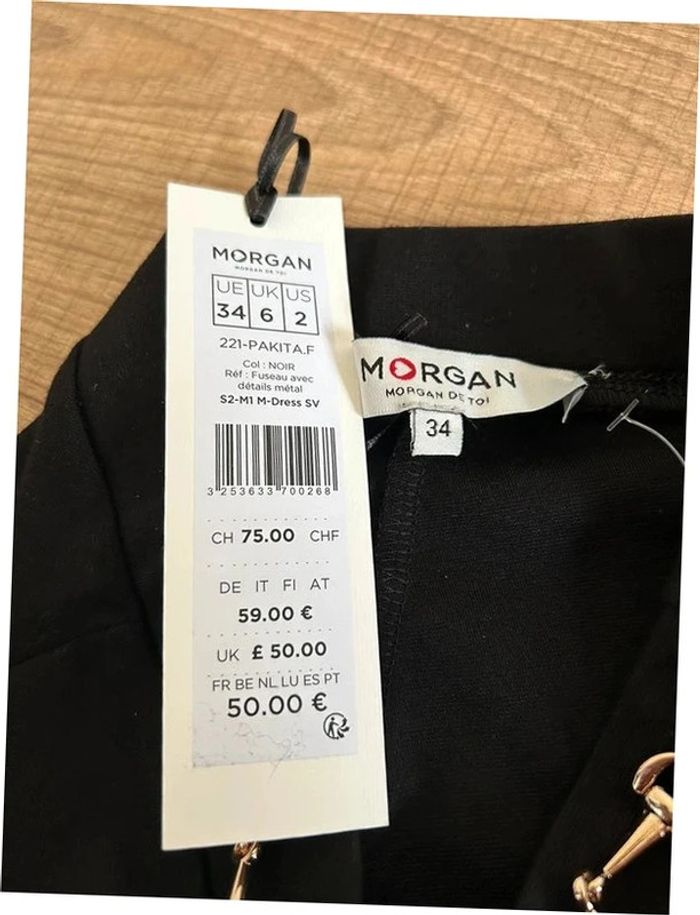 MORGAN
MORGAN DE TOI
UE UK US
34 6 2
221-PAKITA.F
Col : NOIR
Réf : Fuseau avec
détails métal
S2-M1 M-Dress SV
3 253633 700268
CH 75.00 CHF
DE IT FI AT
59.00 €
UK £ 50.00
FR BE NL LU ES PT
50.00 €
MORGAN
MORGAN DE TOI
34